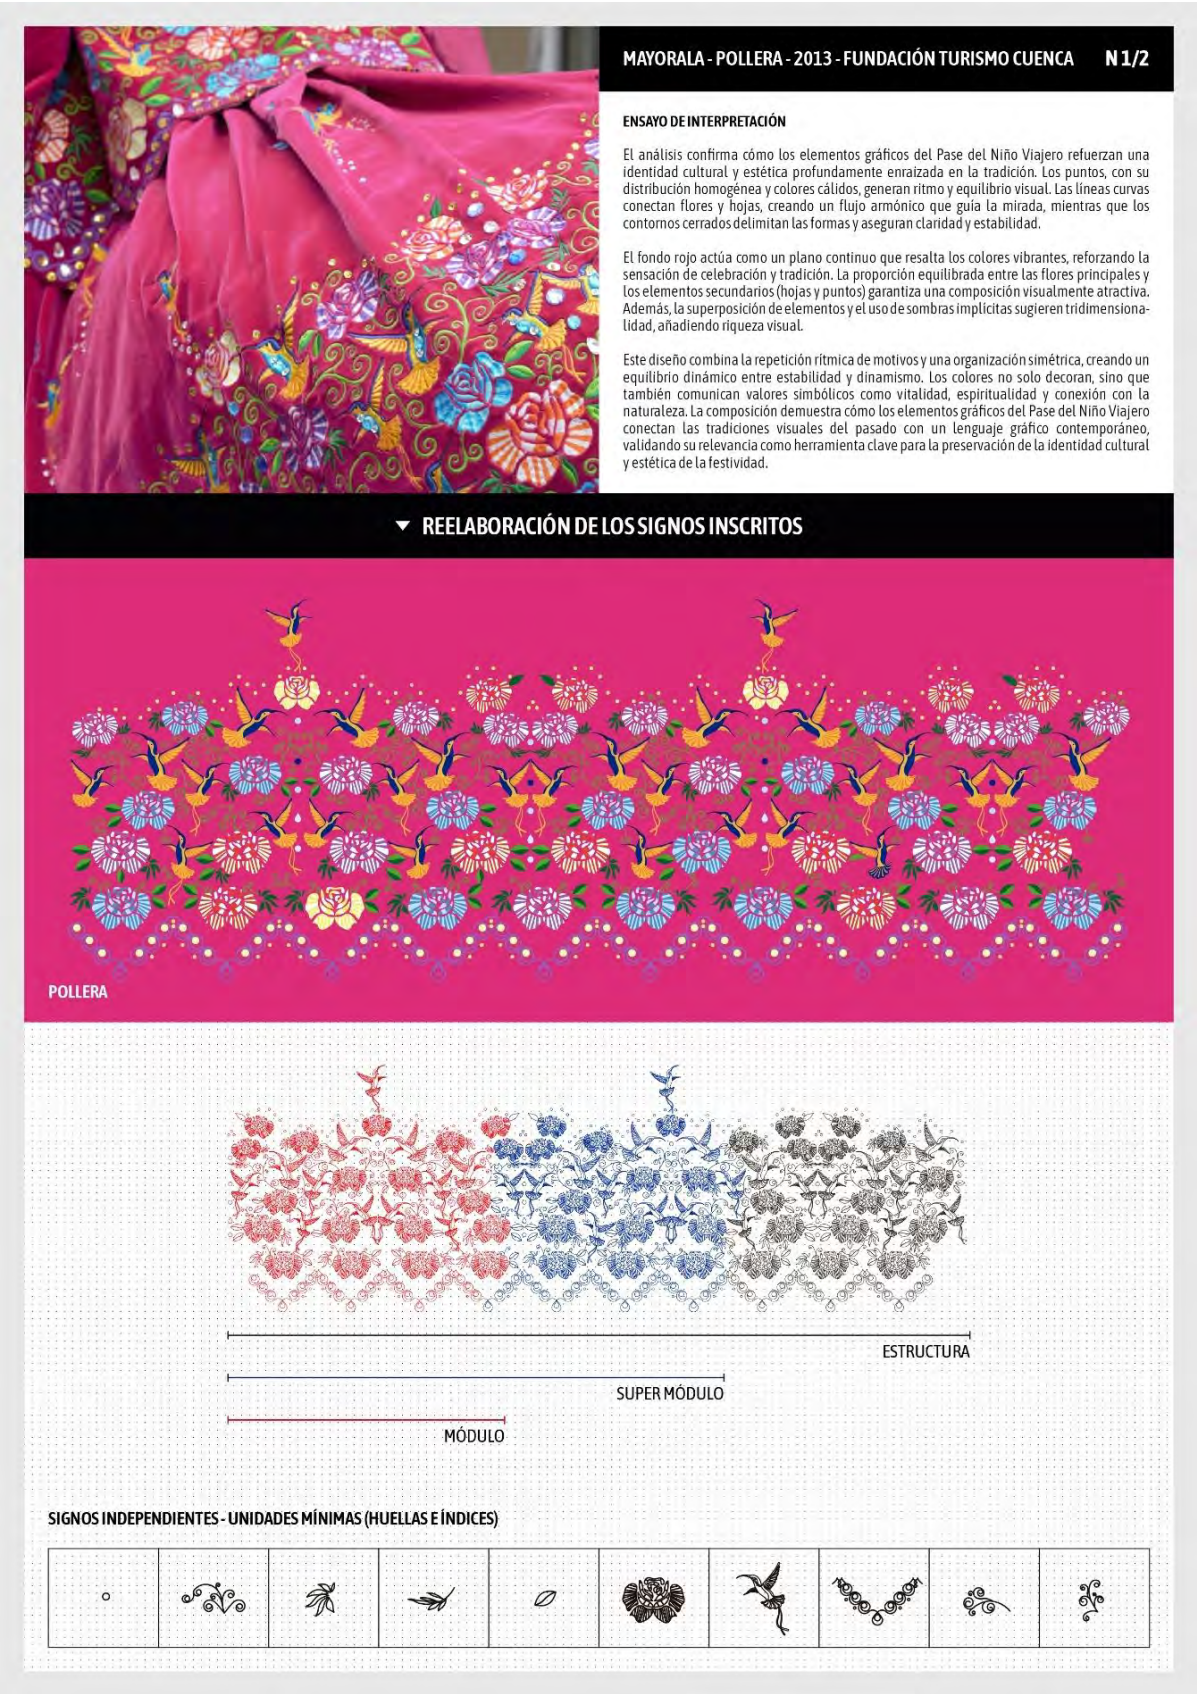 MAYORALA - POLLERA - 2013 - FUNDACIÓN TURISMO CUENCA N 1/2
ENSAYO DE INTERPRETACIÓN
El análisis confirma cómo los elementos gráficos del Pase del Niño Viajero refuerzan una
identidad cultural y estética profundamente enraizada en la tradición. Los puntos, con su
distribución homogénea y colores cálidos, generan ritmo y equilibrio visual. Las líneas curvas
conectan flores y hojas, creando un flujo armónico que guía la mirada, mientras que los
contornos cerrados delimitan las formas y aseguran claridad y estabilidad.
El fondo rojo actúa como un plano continuo que resalta los colores vibrantes, reforzando la
sensación de celebración y tradición. La proporción equilibrada entre las flores principales y
los elementos secundarios (hojas y puntos) garantiza una composición visualmente atractiva.
Además, la superposición de elementos y el uso de sombras implícitas sugieren tridimensiona-
lidad, añadiendo riqueza visual.
Este diseño combina la repetición rítmica de motivos y una organización simétrica, creando un
equilibrio dinámico entre estabilidad y dinamismo. Los colores no solo decoran, sino que
también comunican valores simbólicos como vitalidad, espiritualidad y conexión con la
naturaleza. La composición demuestra cómo los elementos gráficos del Pase del Niño Viajero
conectan las tradiciones visuales del pasado con un lenguaje gráfico contemporáneo,
validando su relevancia como herramienta clave para la preservación de la identidad cultural
y estética de la festividad.
REELABORACIÓN DE LOS SIGNOS INSCRITOS
POLLERA
ESTRUCTURA
SUPER MÓDULO
MÓDULO
SIGNOS INDEPENDIENTES - UNIDADES MÍNIMAS (HUELLAS E ÍNDICES)